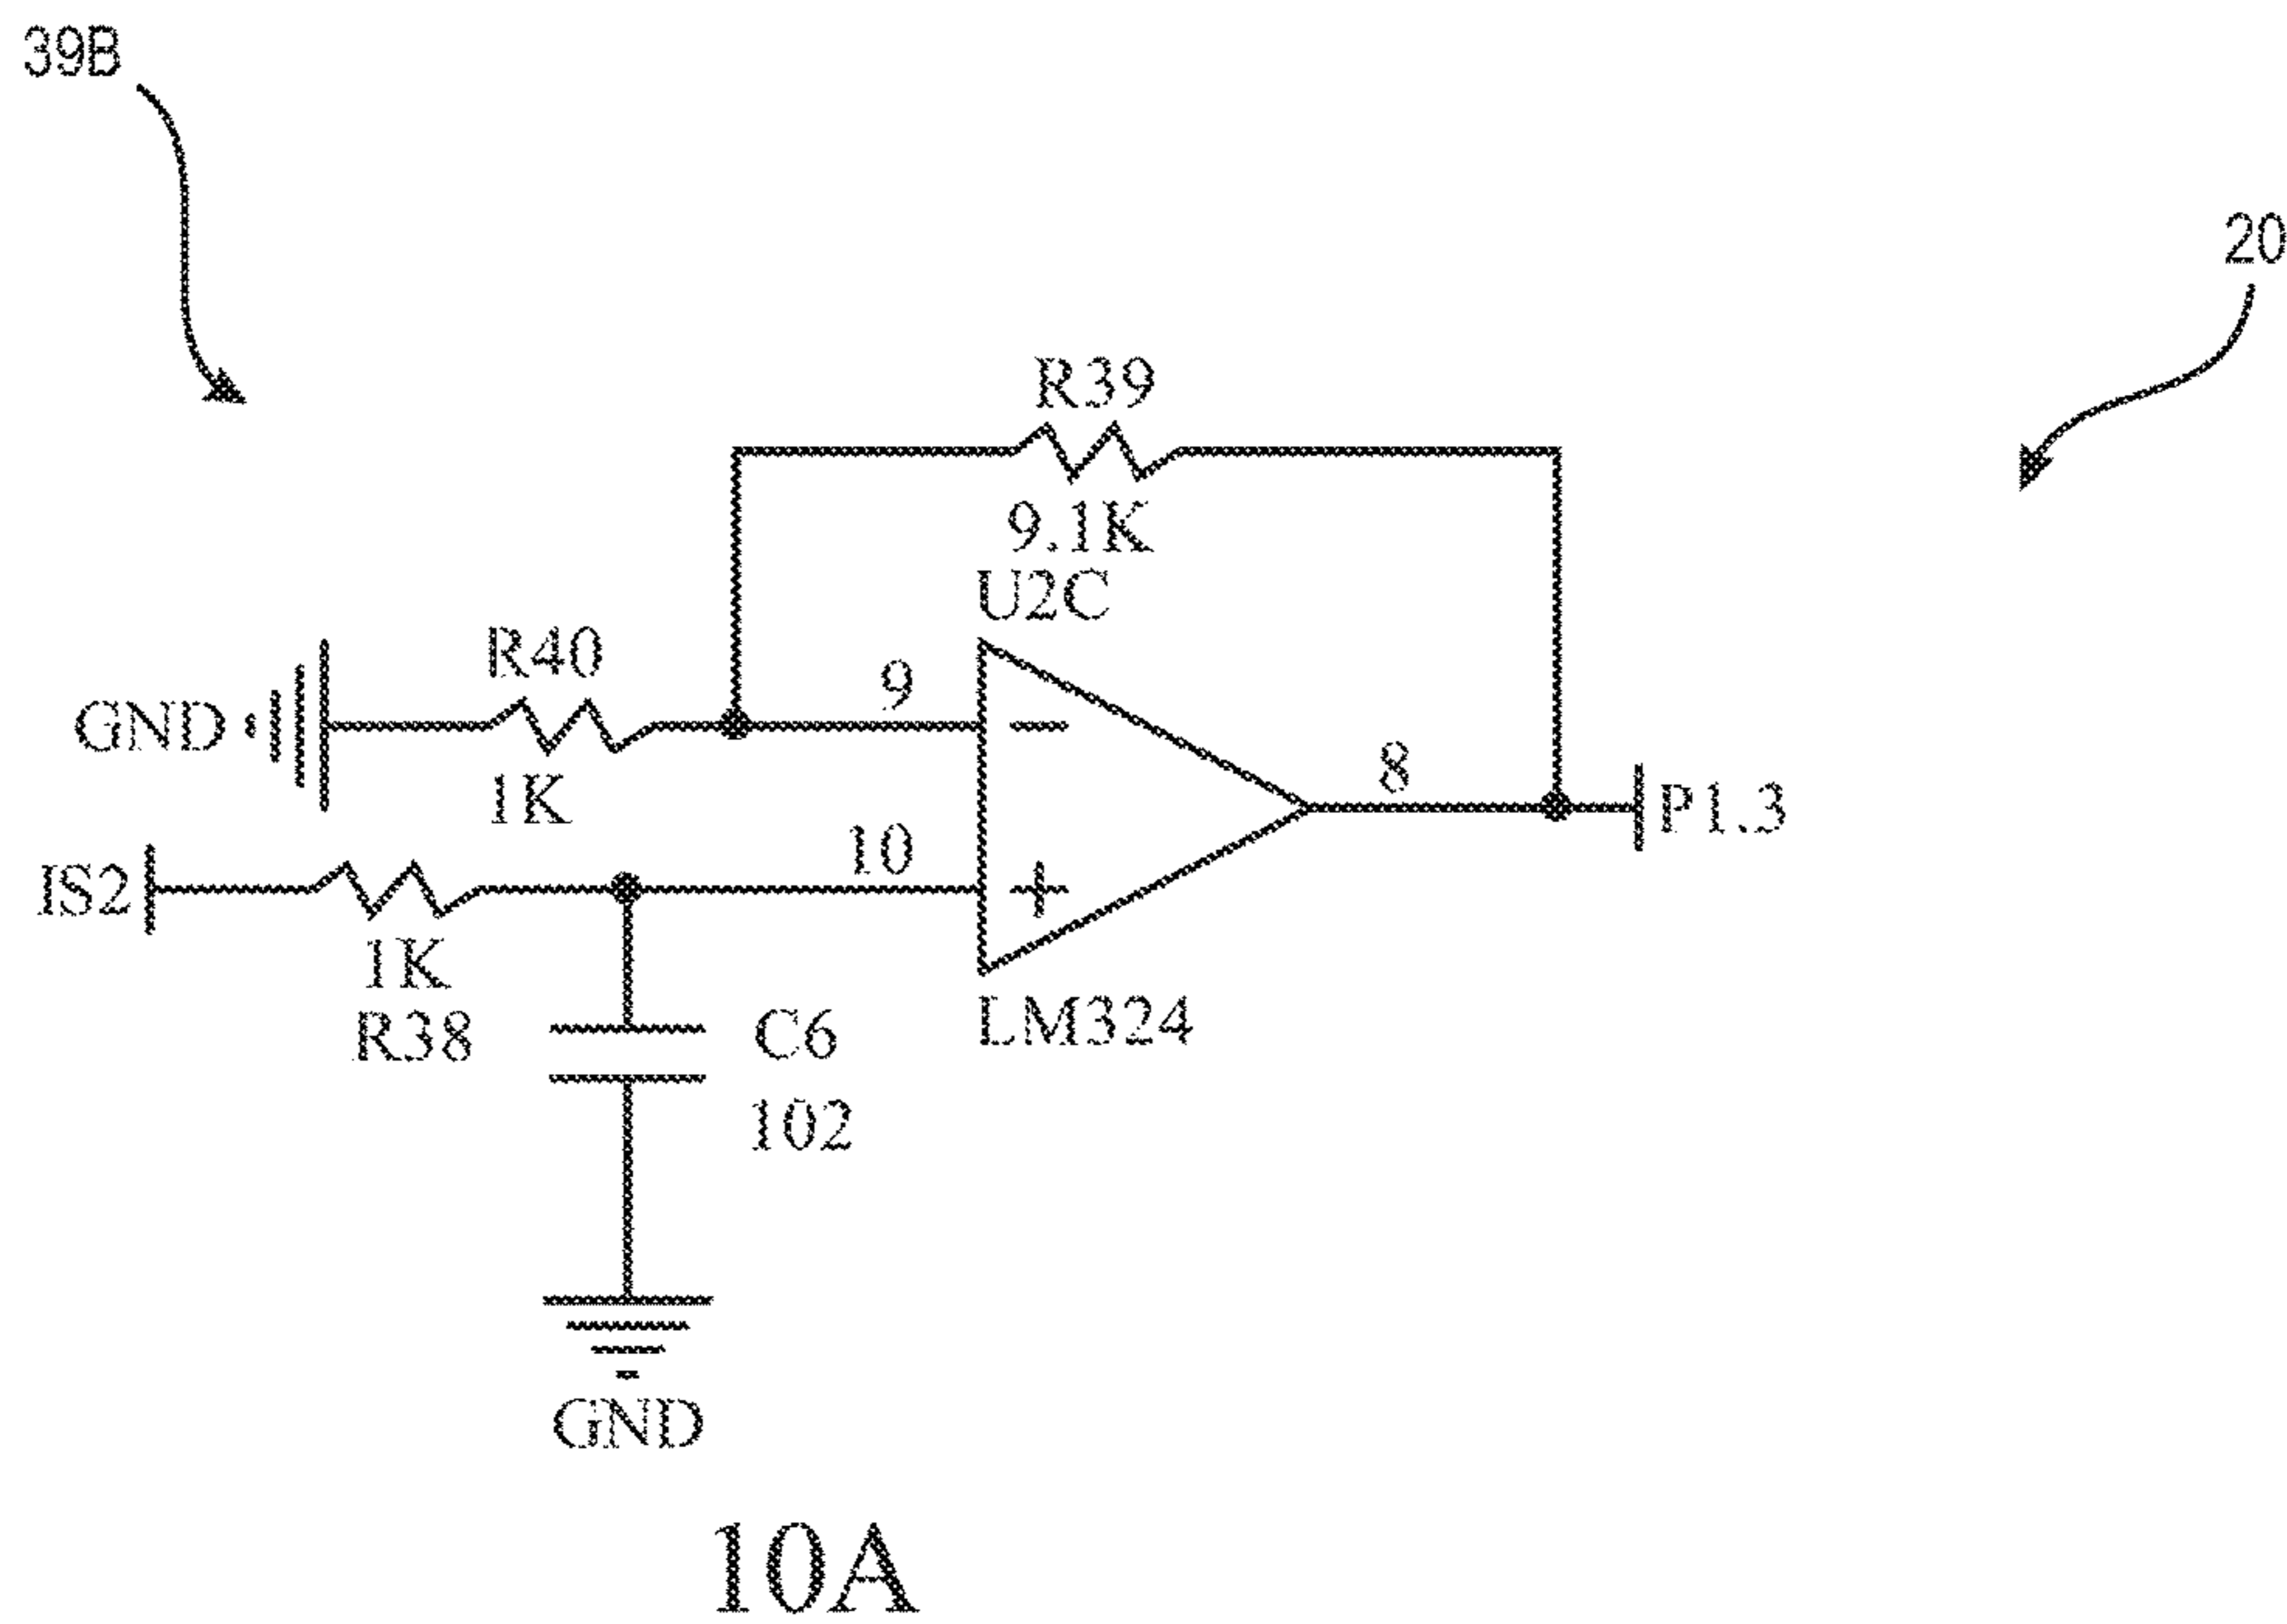 39B
20
R39
9.1K
U2C
R40
9
GND
1K
8
P1.3
10
IS2
1K
R38
C6
LM324
102
GND
10A